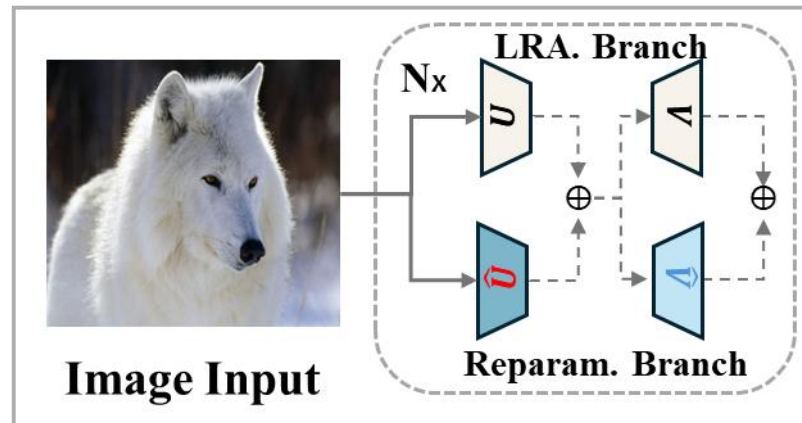 LRA. Branch
Nx
U
V
⊕
⊕
Û
V̂
Reparam. Branch
Image Input